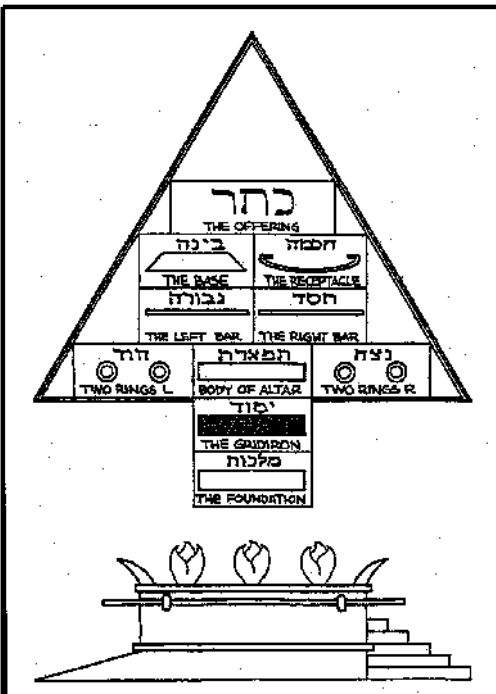 כתר
THE OFFERING
בינה
THE BASE
חכמה
THE RECEPTACLE
גבורה
THE LEFT BAR
חסד
THE RIGHT BAR
הוד
TWO RINGS L
תפארת
BODY OF ALTAR
נצח
TWO RINGS R
יסוד
THE GRIDIRON
מלכות
THE FOUNDATION